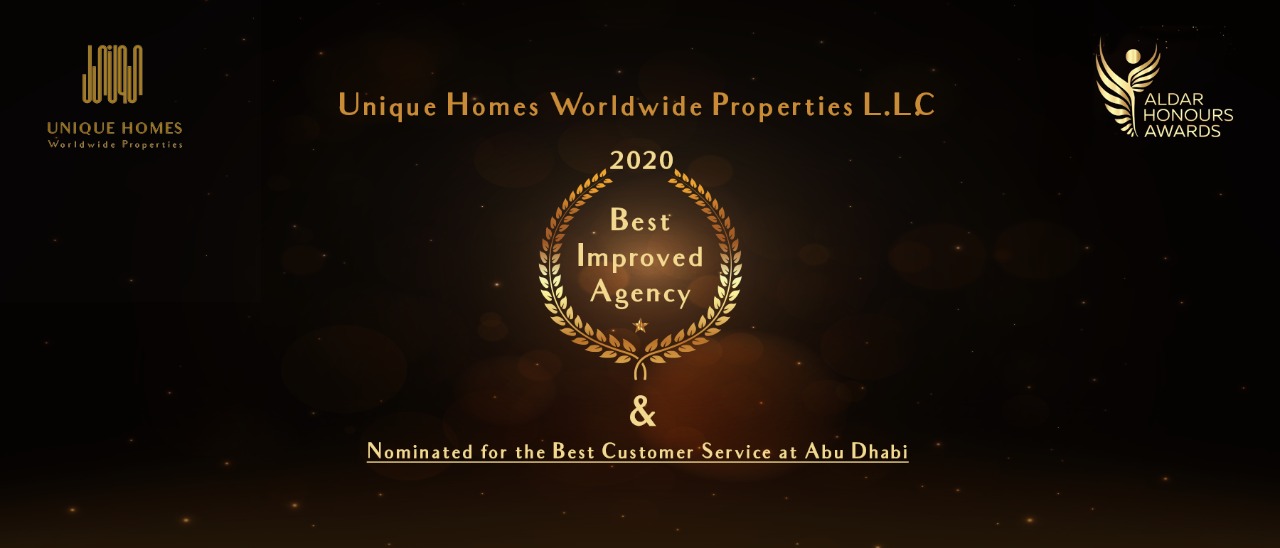 UNIQUE HOMES
Worldwide Properties
Unique Homes Worldwide Properties L.L.C
ALDAR
HONOURS
AWARDS
2020
Best
Improved
Agency
&
Nominated for the Best Customer Service at Abu Dhabi